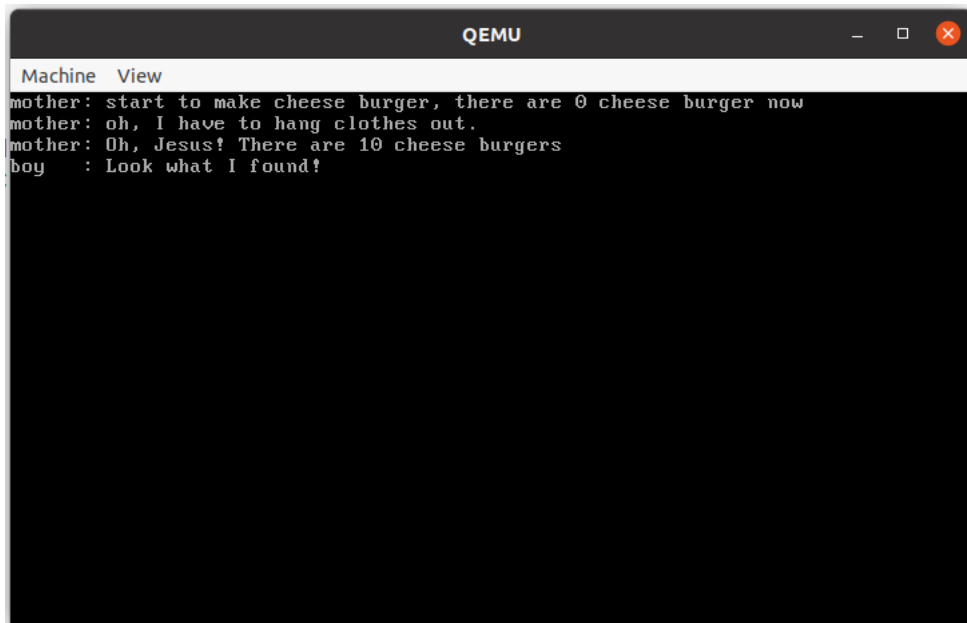 QEMU
Machine View
mother: start to make cheese burger, there are 0 cheese burger now
mother: oh, I have to hang clothes out.
mother: Oh, Jesus! There are 10 cheese burgers
boy   : Look what I found!